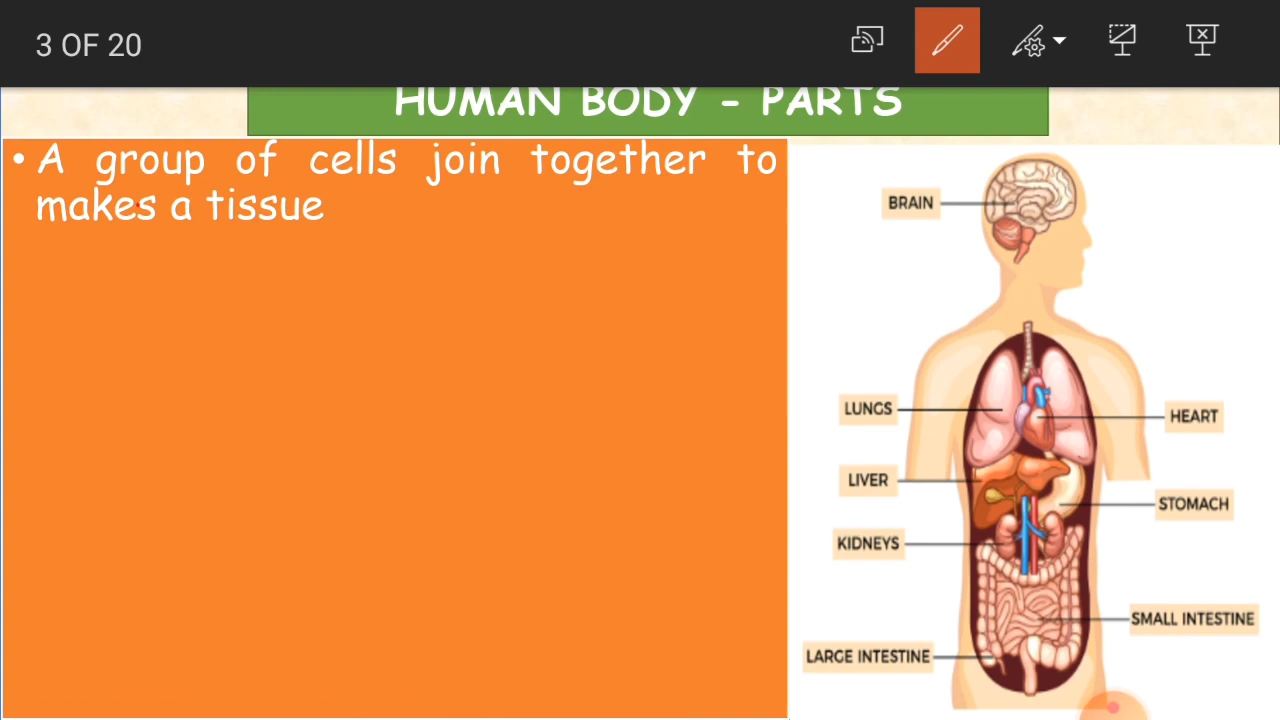 3 OF 20
HUMAN BODY - PARTS
• A group of cells join together to
makes a tissue
BRAIN
LUNGS
HEART
LIVER
STOMACH
KIDNEYS
SMALL INTESTINE
LARGE INTESTINE